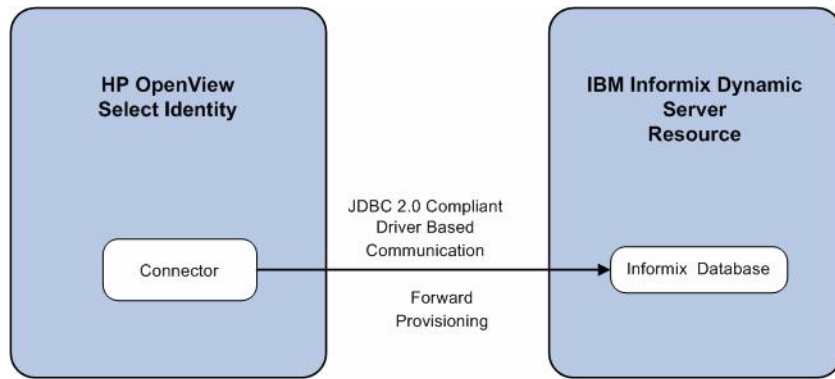 HP OpenView
Select Identity
IBM Informix Dynamic
Server
Resource
JDBC 2.0 Compliant
Driver Based
Communication
Connector
Informix Database
Forward
Provisioning